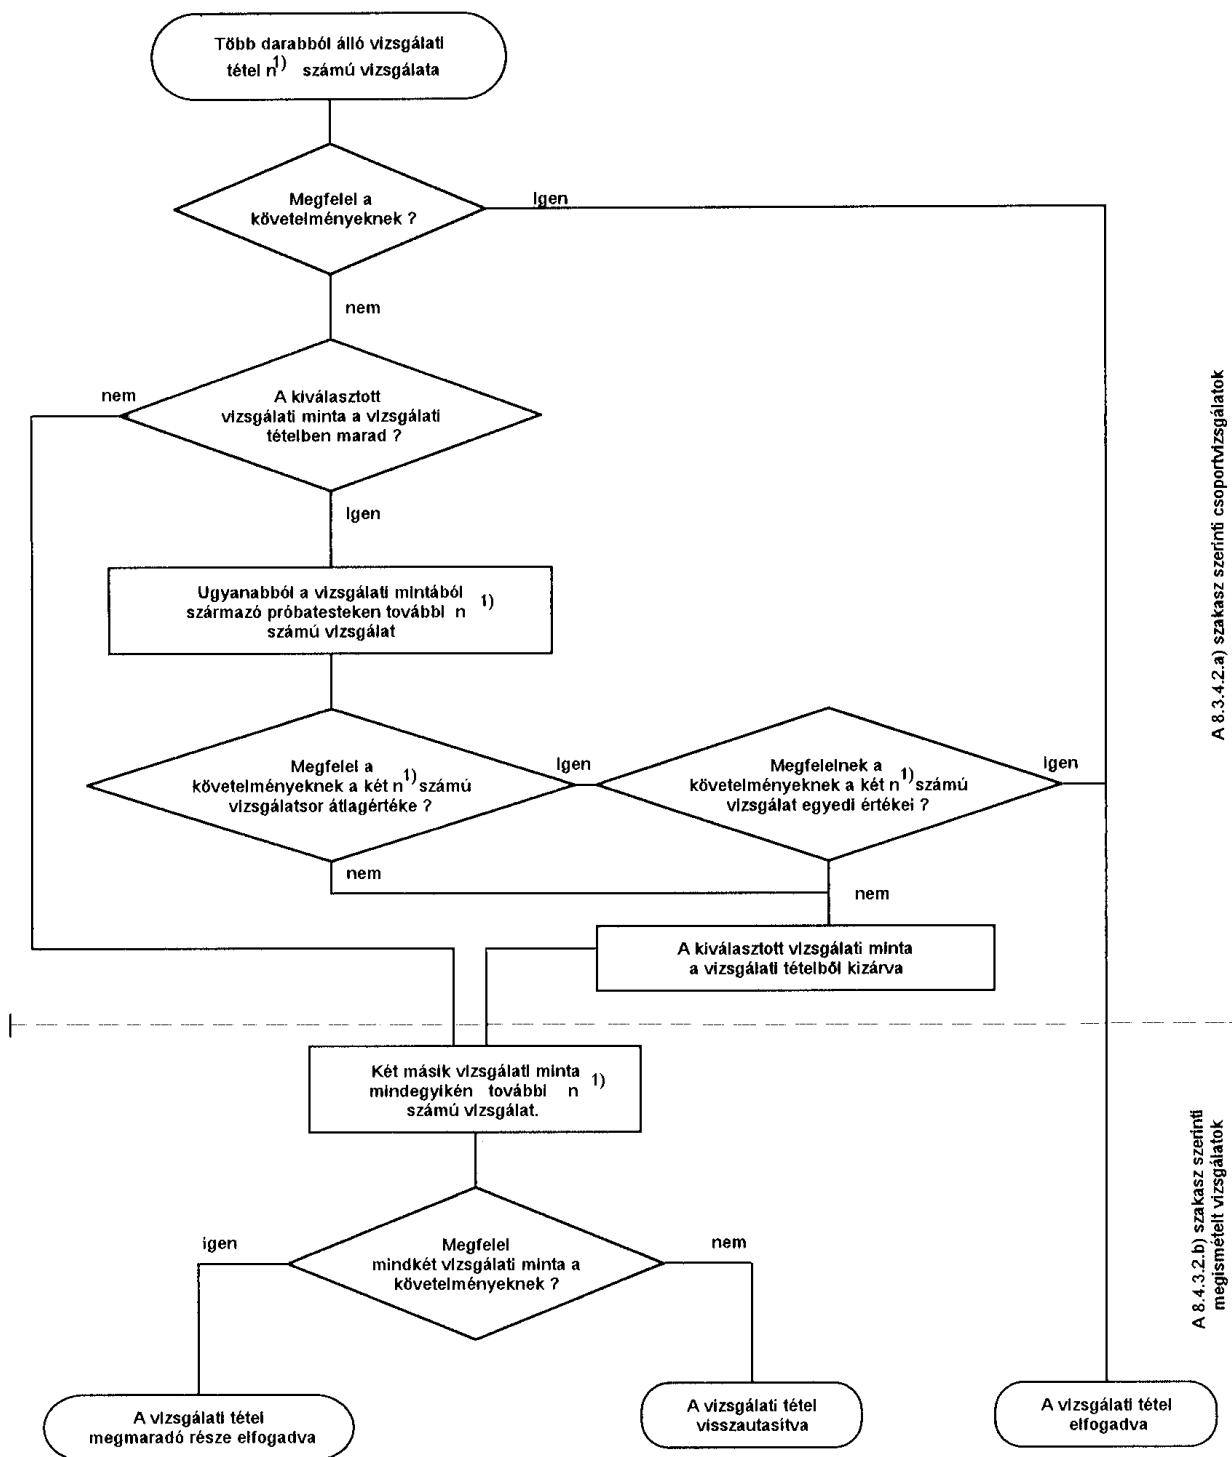 Több darabból álló vizsgálati
tétel n1) számú vizsgálata
Megfelel a
követelményeknek ?
Igen
nem
nem
A kiválasztott
vizsgálati minta a vizsgálati
tételben marad ?
Igen
Ugyanabból a vizsgálati mintából
származó próbatesteken további n 1)
számú vizsgálat
Megfelel a
követelményeknek a két n1) számú
vizsgálatsor átlagértéke ?
Igen
Megfelelnek a
követelményeknek a két n1) számú
vizsgálat egyedi értékei ?
igen
nem
nem
A kiválasztott vizsgálati minta
a vizsgálati tételből kizárva
A 8.3.4.2.a) szakasz szerinti csoportvizsgálatok
Két másik vizsgálati minta
mindegyikén további n 1)
számú vizsgálat.
igen
Megfelel
mindkét vizsgálati minta a
követelményeknek ?
nem
A 8.4.3.2.b) szakasz szerinti
megismételt vizsgálatok
A vizsgálati tétel
megmaradó része elfogadva
A vizsgálati tétel
visszautasítva
A vizsgálati tétel
elfogadva